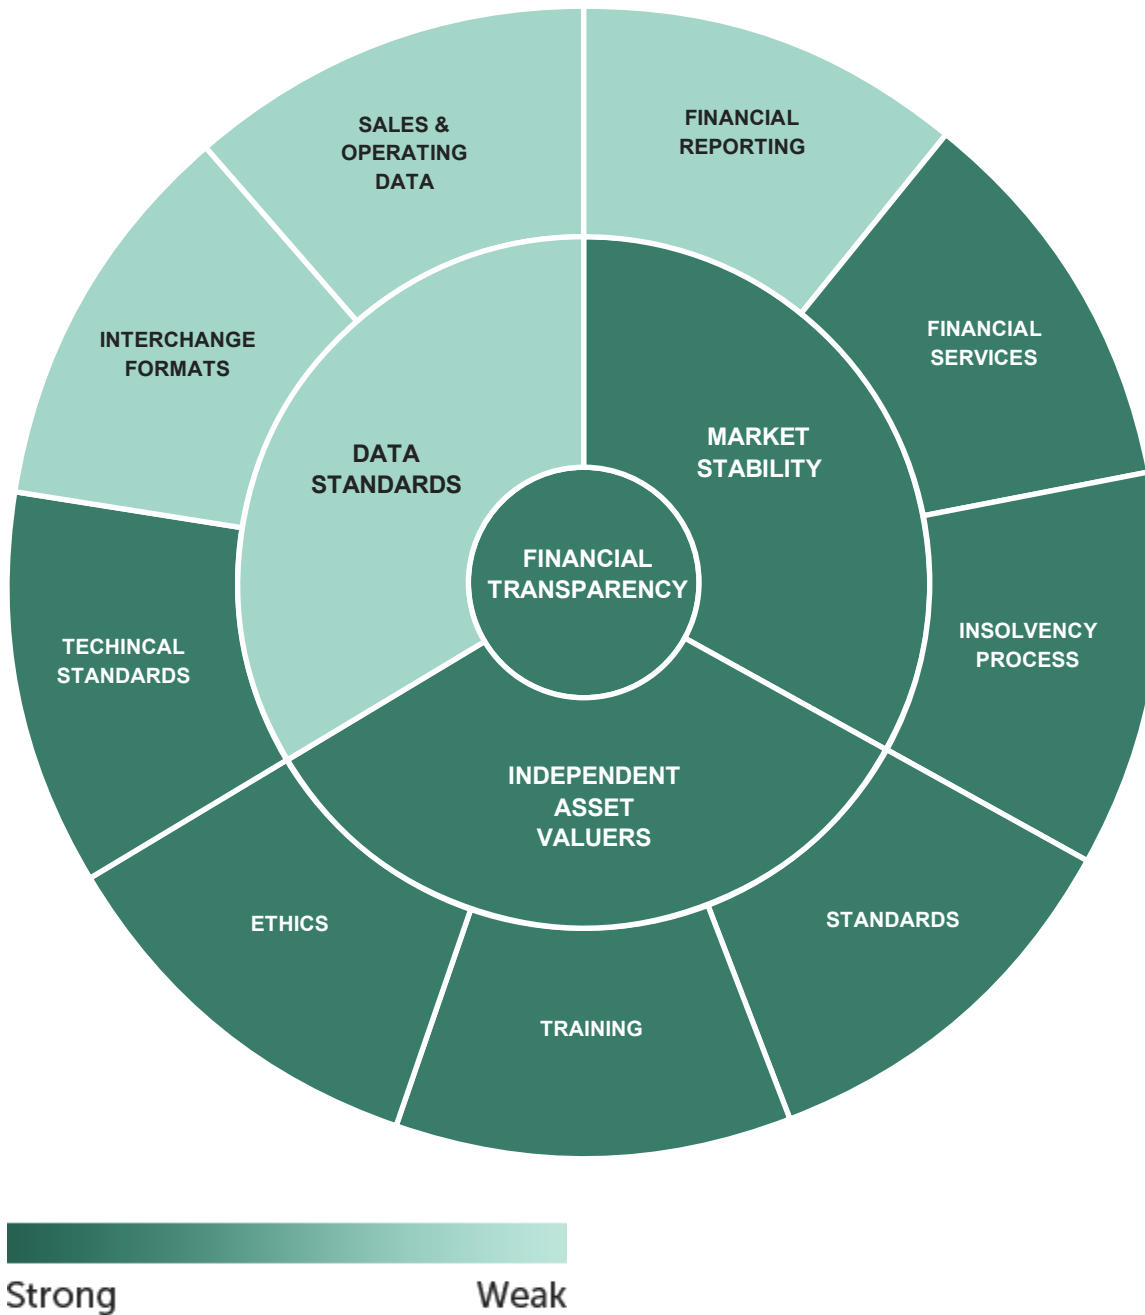 SALES &
OPERATING
DATA
FINANCIAL
REPORTING
INTERCHANGE
FORMATS
FINANCIAL
SERVICES
DATA
STANDARDS
MARKET
STABILITY
FINANCIAL
TRANSPARENCY
TECHINCAL
STANDARDS
INSOLVENCY
PROCESS
INDEPENDENT
ASSET
VALUERS
ETHICS
STANDARDS
TRAINING
Strong
Weak